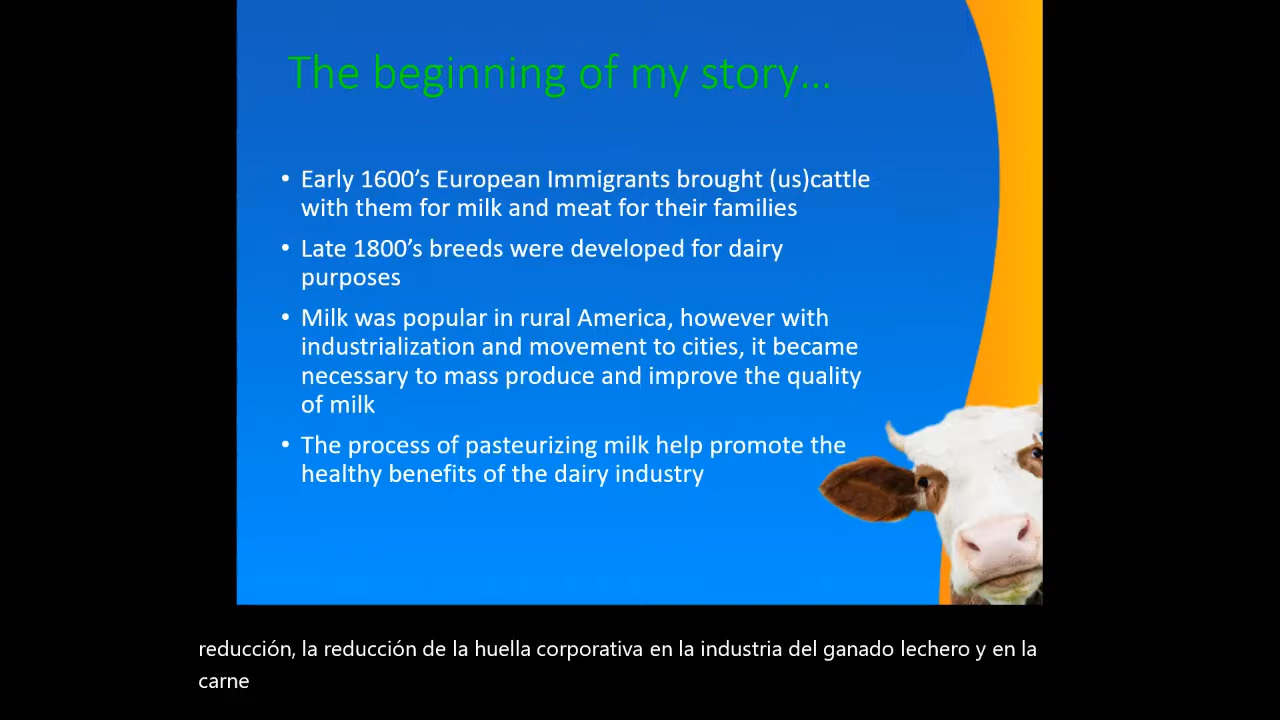 The beginning of my story...
• Early 1600's European Immigrants brought (us)cattle
with them for milk and meat for their families
• Late 1800's breeds were developed for dairy
purposes
• Milk was popular in rural America, however with
industrialization and movement to cities, it became
necessary to mass produce and improve the quality
of milk
• The process of pasteurizing milk help promote the
healthy benefits of the dairy industry
reducción, la reducción de la huella corporativa en la industria del ganado lechero y en la
carne